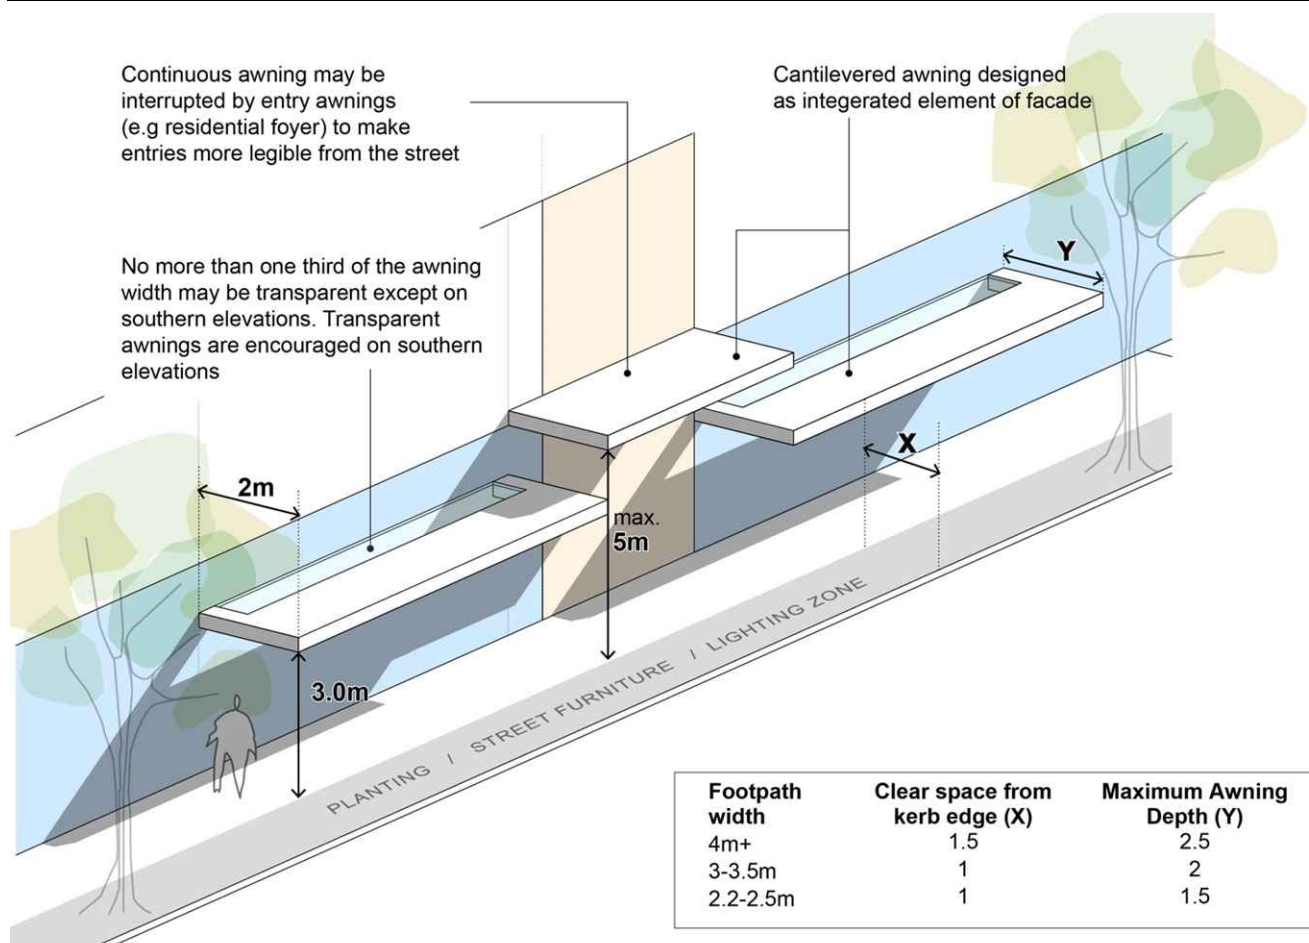 Continuous awning may be
interrupted by entry awnings
(e.g residential foyer) to make
entries more legible from the street
Cantilevered awning designed
as integerated element of facade
No more than one third of the awning
width may be transparent except on
southern elevations. Transparent
awnings are encouraged on southern
elevations
Y
X
2m
max.
5m
3.0m
PLANTING / STREET FURNITURE / LIGHTING ZONE
Footpath width Clear space from kerb edge (X) Maximum Awning Depth (Y)
4m+ 1.5 2.5
3-3.5m 1 2
2.2-2.5m 1 1.5